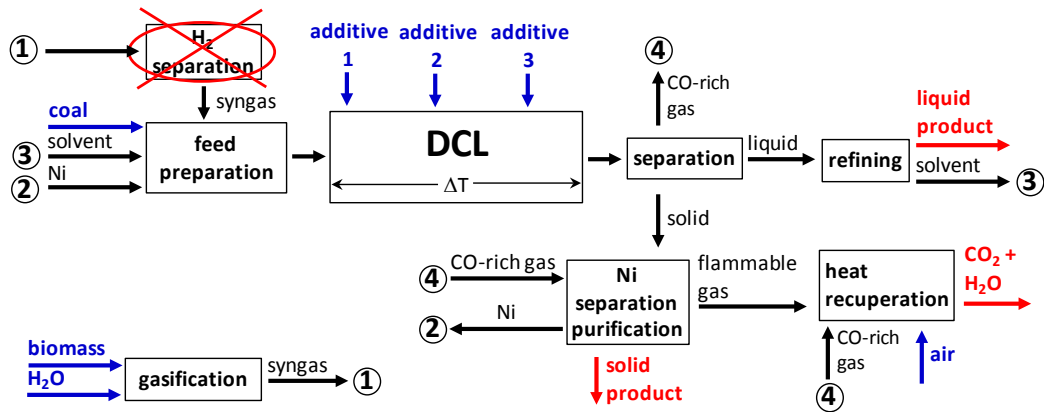 ①
H₂
separation
syngas
additive
1
additive
2
additive
3
④
CO-rich
gas
coal
solvent
③
Ni
②
feed
preparation
DCL
ΔT
separation
liquid
refining
liquid
product
solvent
③
solid
④
CO-rich gas
Ni
②
Ni
separation
purification
flammable
gas
heat
recuperation
CO₂ +
H₂O
solid
product
CO-rich
gas
④
air
biomass
H₂O
gasification
syngas
①